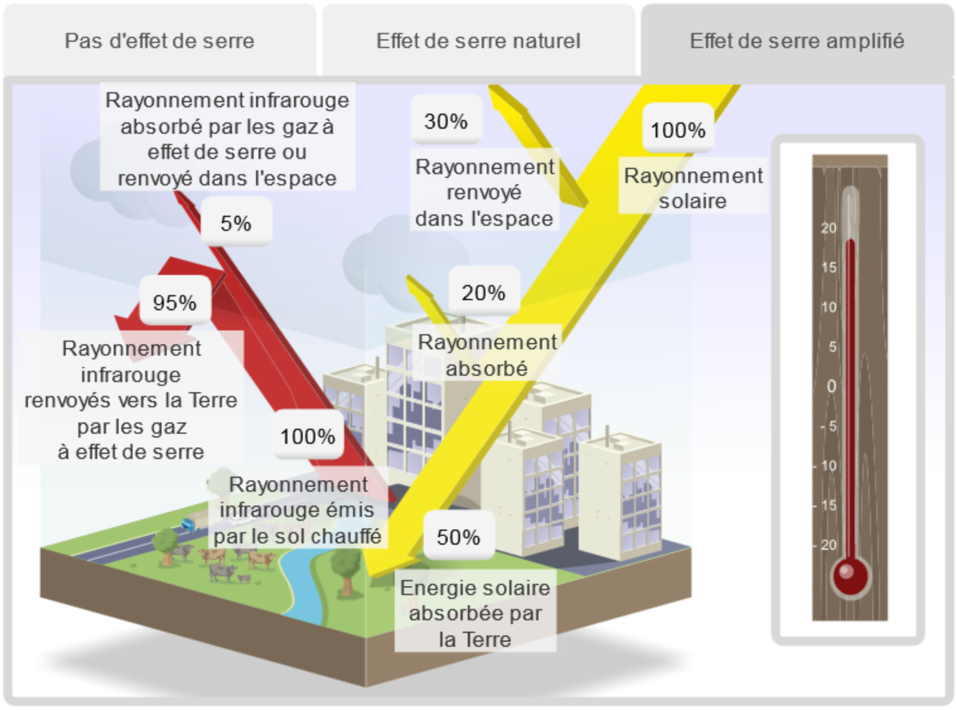 Pas d'effet de serre
Effet de serre naturel
Effet de serre amplifié
Rayonnement infrarouge
absorbé par les gaz à
effet de serre ou
renvoyé dans l'espace
5%
95%
Rayonnement
infrarouge
renvoyés vers la Terre
par les gaz
à effet de serre
100%
Rayonnement
infrarouge émis
par le sol chauffé
30%
Rayonnement
renvoyé
dans l'espace
100%
Rayonnement
solaire
20%
Rayonnement
absorbé
50%
Energie solaire
absorbée par
la Terre
20
15
10
5
0
- 5
- 10
- 15
- 20